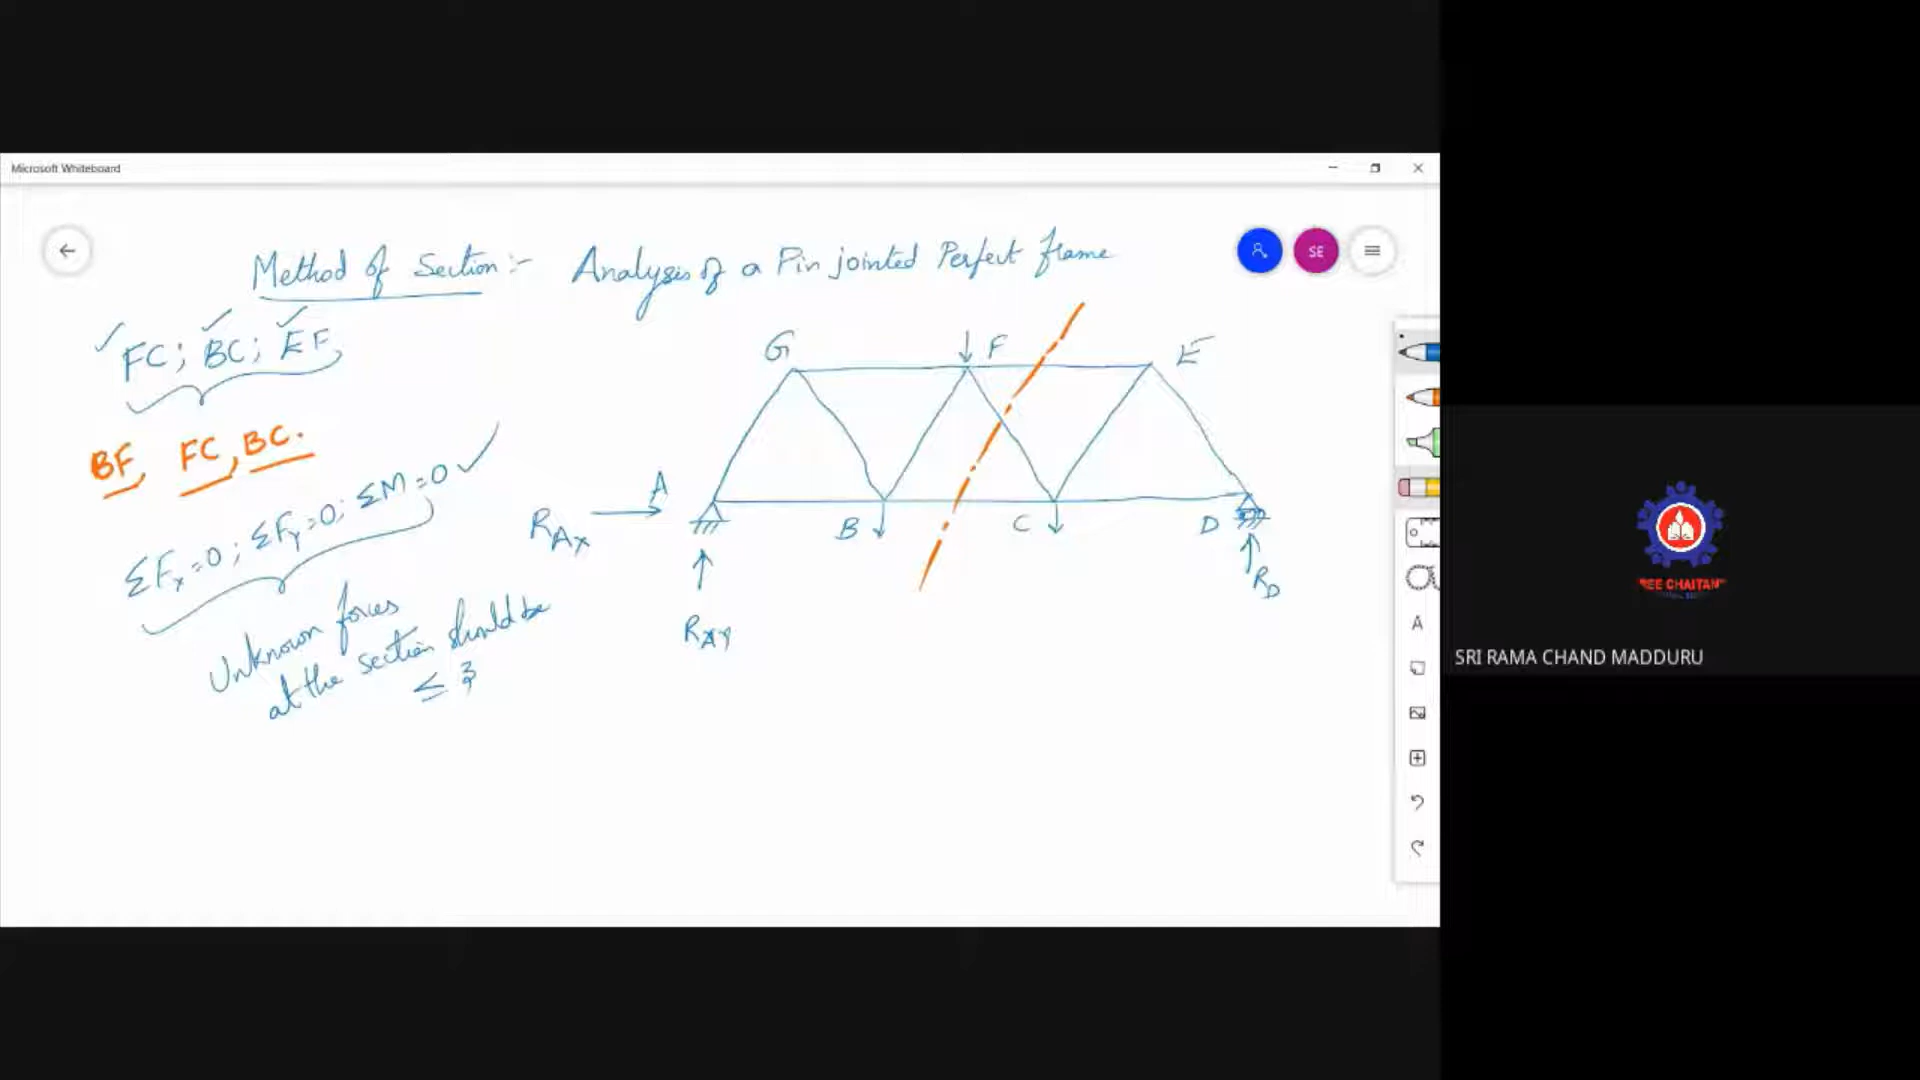 Microsoft Whiteboard
Method of Section :- Analysis of a Pin jointed Perfect frame
SE
FC; BC; EF,
BF, FC, BC.
ΣFx=0; ΣFy=0; ΣM=0
Unknown forces
at the section should be
≤ 3
G
F
E
A
B
C
D
RAX
RAY
RD
A
REE CHAITAN
SRI RAMA CHAND MADDURU